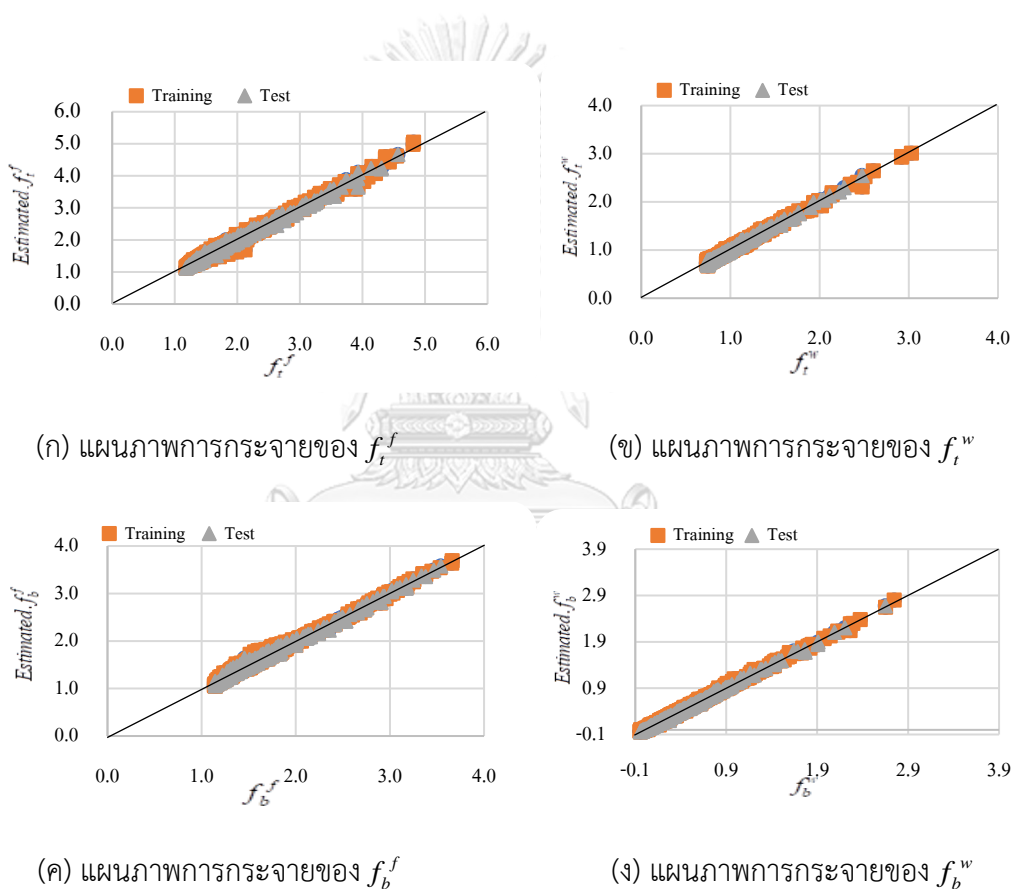 Training Test
6.0
5.0
4.0
3.0
2.0
1.0
0.0
Estimated f_t^f
0.0 1.0 2.0 3.0 4.0 5.0 6.0
f_t^f
(ก) แผนภาพการกระจายของ f_t^f
Training Test
4.0
3.0
2.0
1.0
0.0
Estimated f_t^w
0.0 1.0 2.0 3.0 4.0
f_t^w
(ข) แผนภาพการกระจายของ f_t^w
Training Test
4.0
3.0
2.0
1.0
0.0
Estimated f_b^f
0.0 1.0 2.0 3.0 4.0
f_b^f
(ค) แผนภาพการกระจายของ f_b^f
Training Test
3.9
2.9
1.9
0.9
-0.1
Estimated f_b^w
-0.1 0.9 1.9 2.9 3.9
f_b^w
(ง) แผนภาพการกระจายของ f_b^w